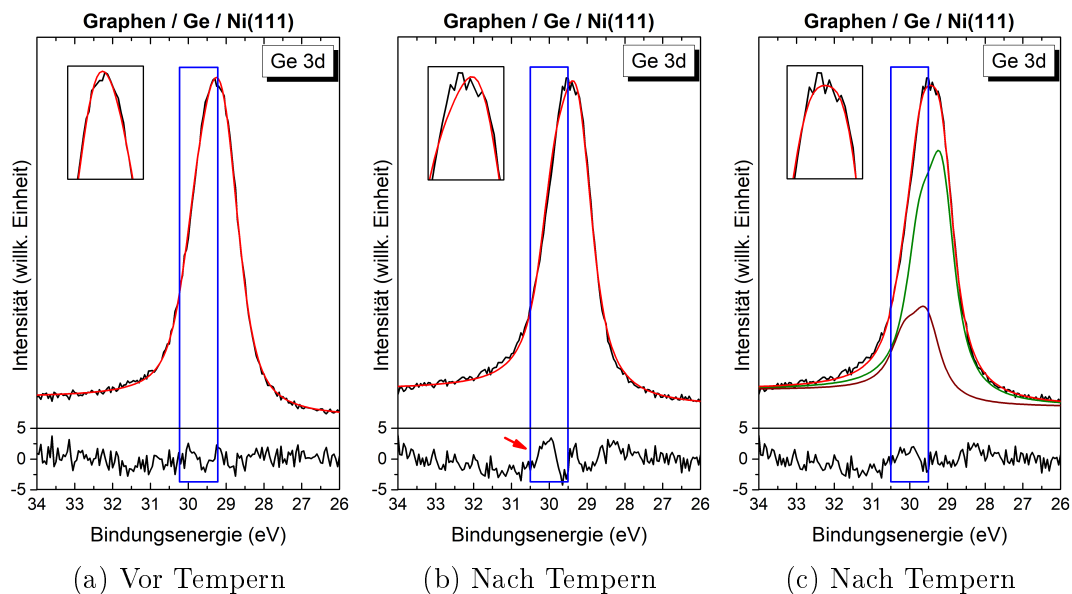 Graphen / Ge / Ni(111)
Ge 3d
Intensität (willk. Einheit)
5
0
-5
34 33 32 31 30 29 28 27 26
Bindungsenergie (eV)
(a) Vor Tempern
Graphen / Ge / Ni(111)
Ge 3d
Intensität (willk. Einheit)
5
0
-5
34 33 32 31 30 29 28 27 26
Bindungsenergie (eV)
(b) Nach Tempern
Graphen / Ge / Ni(111)
Ge 3d
Intensität (willk. Einheit)
5
0
-5
34 33 32 31 30 29 28 27 26
Bindungsenergie (eV)
(c) Nach Tempern